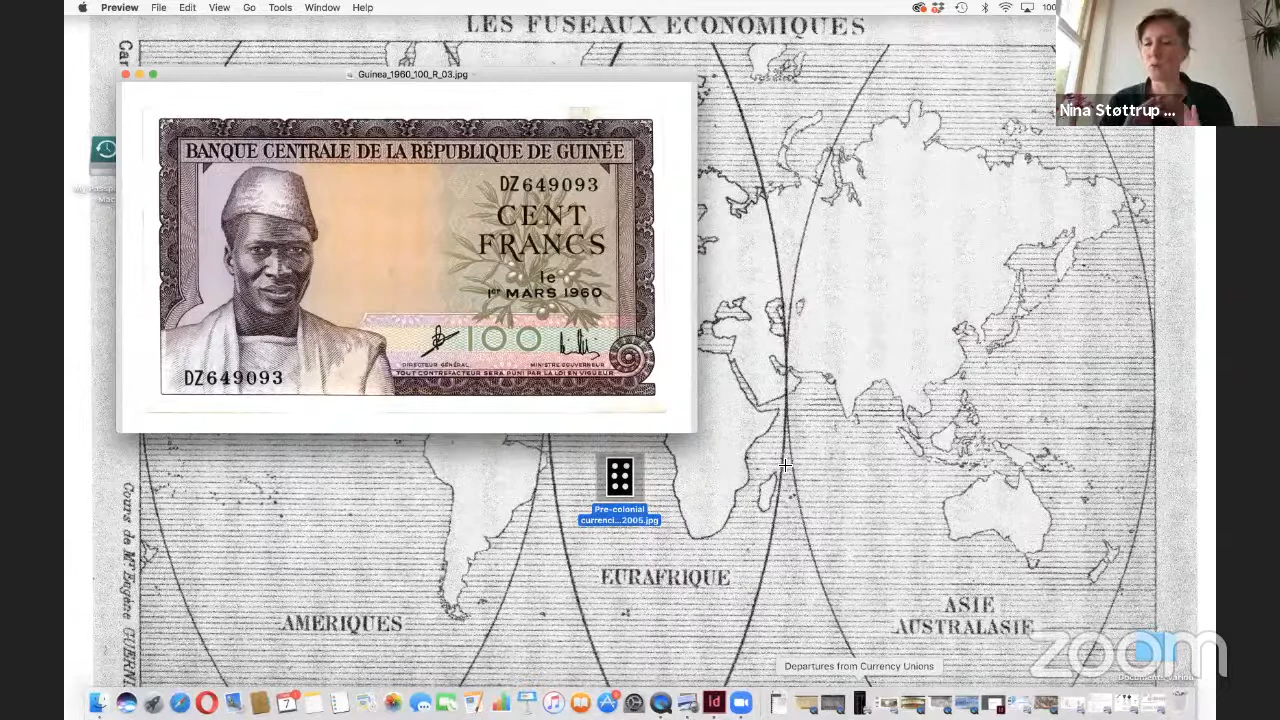 Preview File Edit View Go Tools Window Help
100
LES FUSEAUX ECONOMIQUES
Nina Støttrup ...
Guinea_1960_100_R_03.jpg
BANQUE CENTRALE DE LA RÉPUBLIQUE DE GUINÉE
DZ649093
CENT
FRANCS
le
1er MARS 1960
100
DIRECTEUR GÉNÉRAL MINISTRE GOUVERNEUR
TOUT CONTREFACTEUR SERA PUNI PAR LA LOI EN VIGUEUR
DZ649093
Pre-colonial
currenci...2005.jpg
EURAFRIQUE
AMERIQUES
ASIE
AUSTRALASIE
zoom
Departures from Currency Unions
7
Id